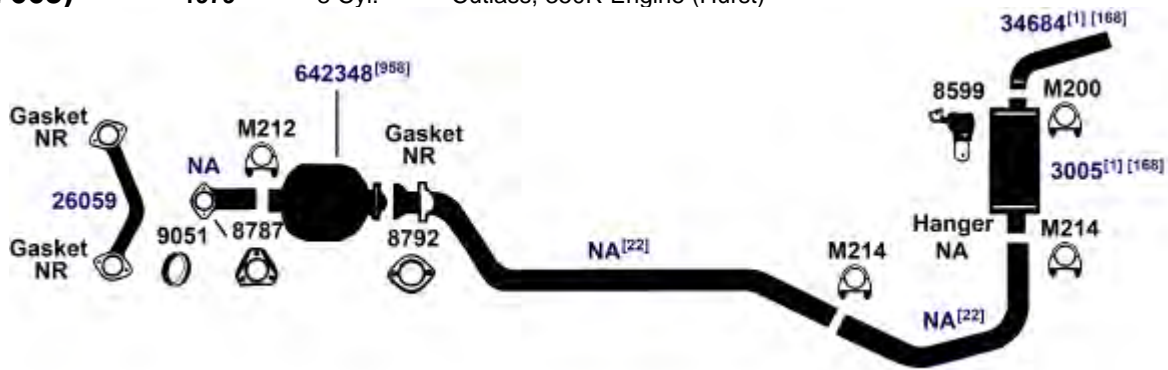 Cutlass, 350R Engine (Hurst)
34684[1] [168]
642348[958]
8599
M200
Gasket
NR
M212
Gasket
NR
NA
3005[1] [168]
26059
9051
8787
Gasket
NR
8792
NA[22]
M214
Hanger
NA
M214
NA[22]